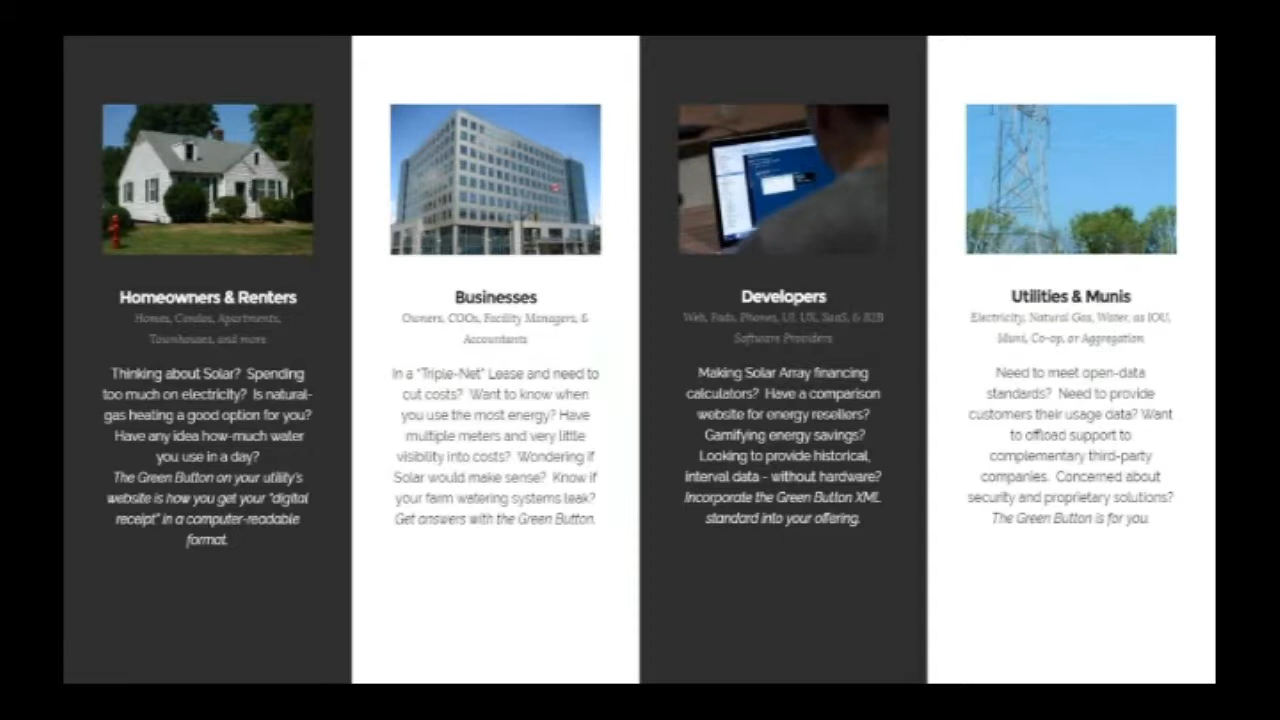 Homeowners & Renters
Homes, Condos, Apartments,
Townhouses, and more
Thinking about Solar? Spending
too much on electricity? Is natural-
gas heating a good option for you?
Have any idea how-much water
you use in a day?
The Green Button on your utility's
website is how you get your "digital
receipt" in a computer-readable
format.
Businesses
Owners, COOs, Facility Managers, &
Accountants
In a "Triple-Net" Lease and need to
cut costs? Want to know when
you use the most energy? Have
multiple meters and very little
visibility into costs? Wondering if
Solar would make sense? Know if
your farm watering systems leak?
Get answers with the Green Button.
Developers
Web, Pads, Phones, UI, UX, SaaS, & B2B
Software Providers
Making Solar Array financing
calculators? Have a comparison
website for energy resellers?
Gamifying energy savings?
Looking to provide historical,
interval data - without hardware?
Incorporate the Green Button XML
standard into your offering.
Utilities & Munis
Electricity, Natural Gas, Water, as IOU,
Muni, Co-op, or Aggregation
Need to meet open-data
standards? Need to provide
customers their usage data? Want
to offload support to
complementary third-party
companies. Concerned about
security and proprietary solutions?
The Green Button is for you.